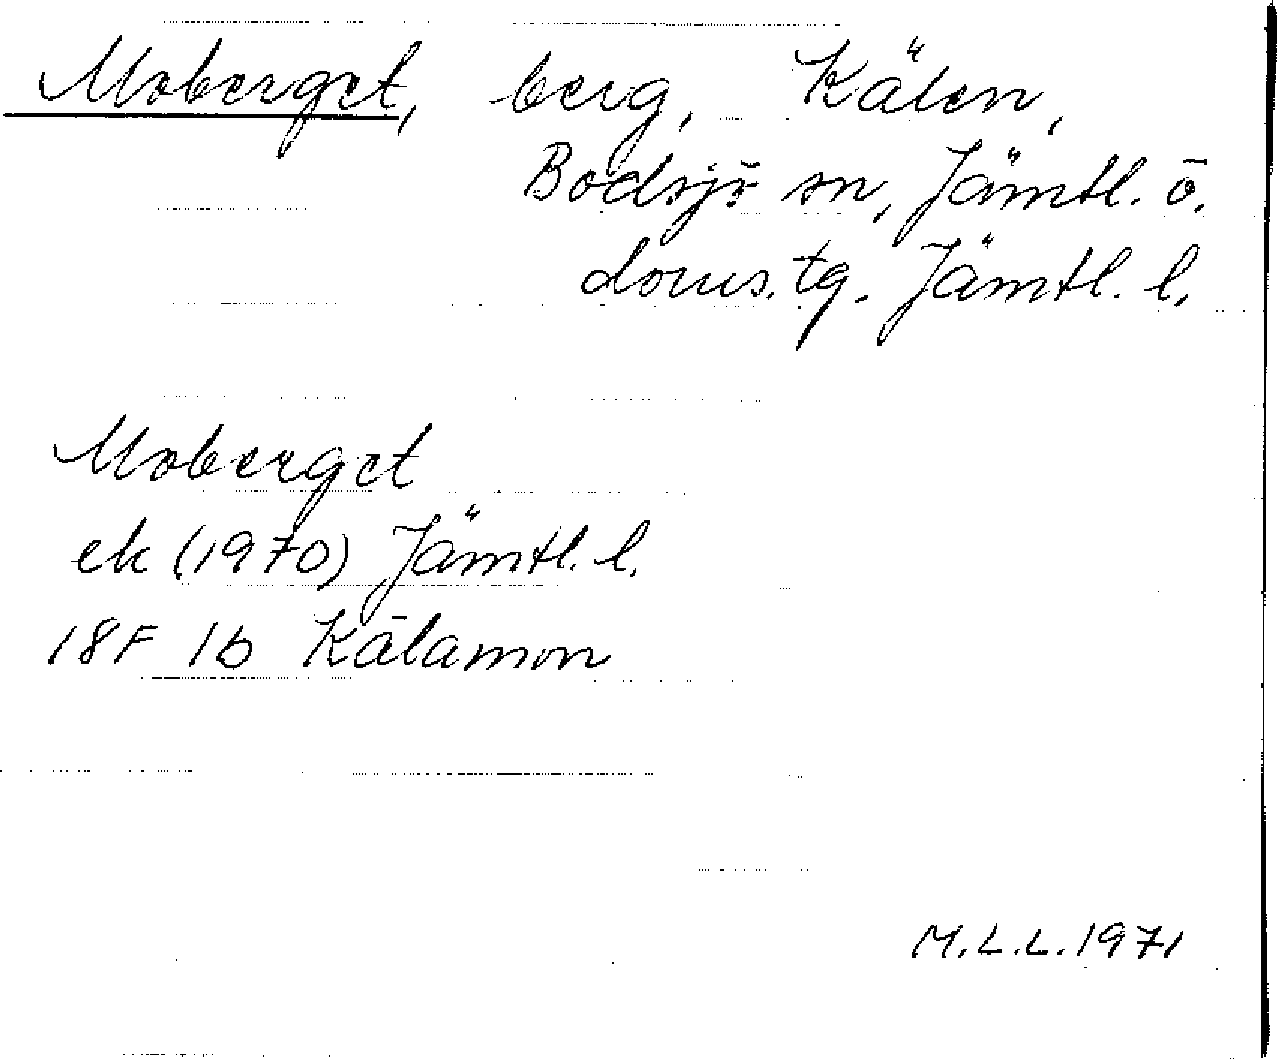 Moberget, berg, Kälen,
Bodsjö sn, Jämtl. ö.
doms. tg. Jämtl. l.
Moberget
ek (1970) Jämtl. l.
18F 1b Kälamon
M.L.L. 1971